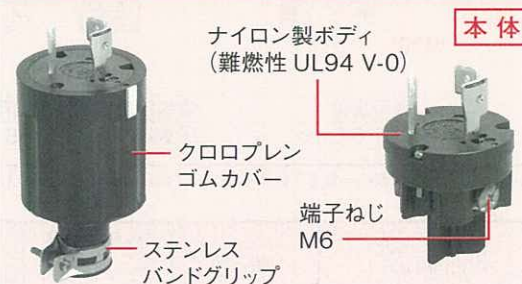 ナイロン製ボディ
（難燃性 UL94 V-0）
本体
クロロプレン
ゴムカバー
端子ねじ
M6
ステンレス
バンドグリップ